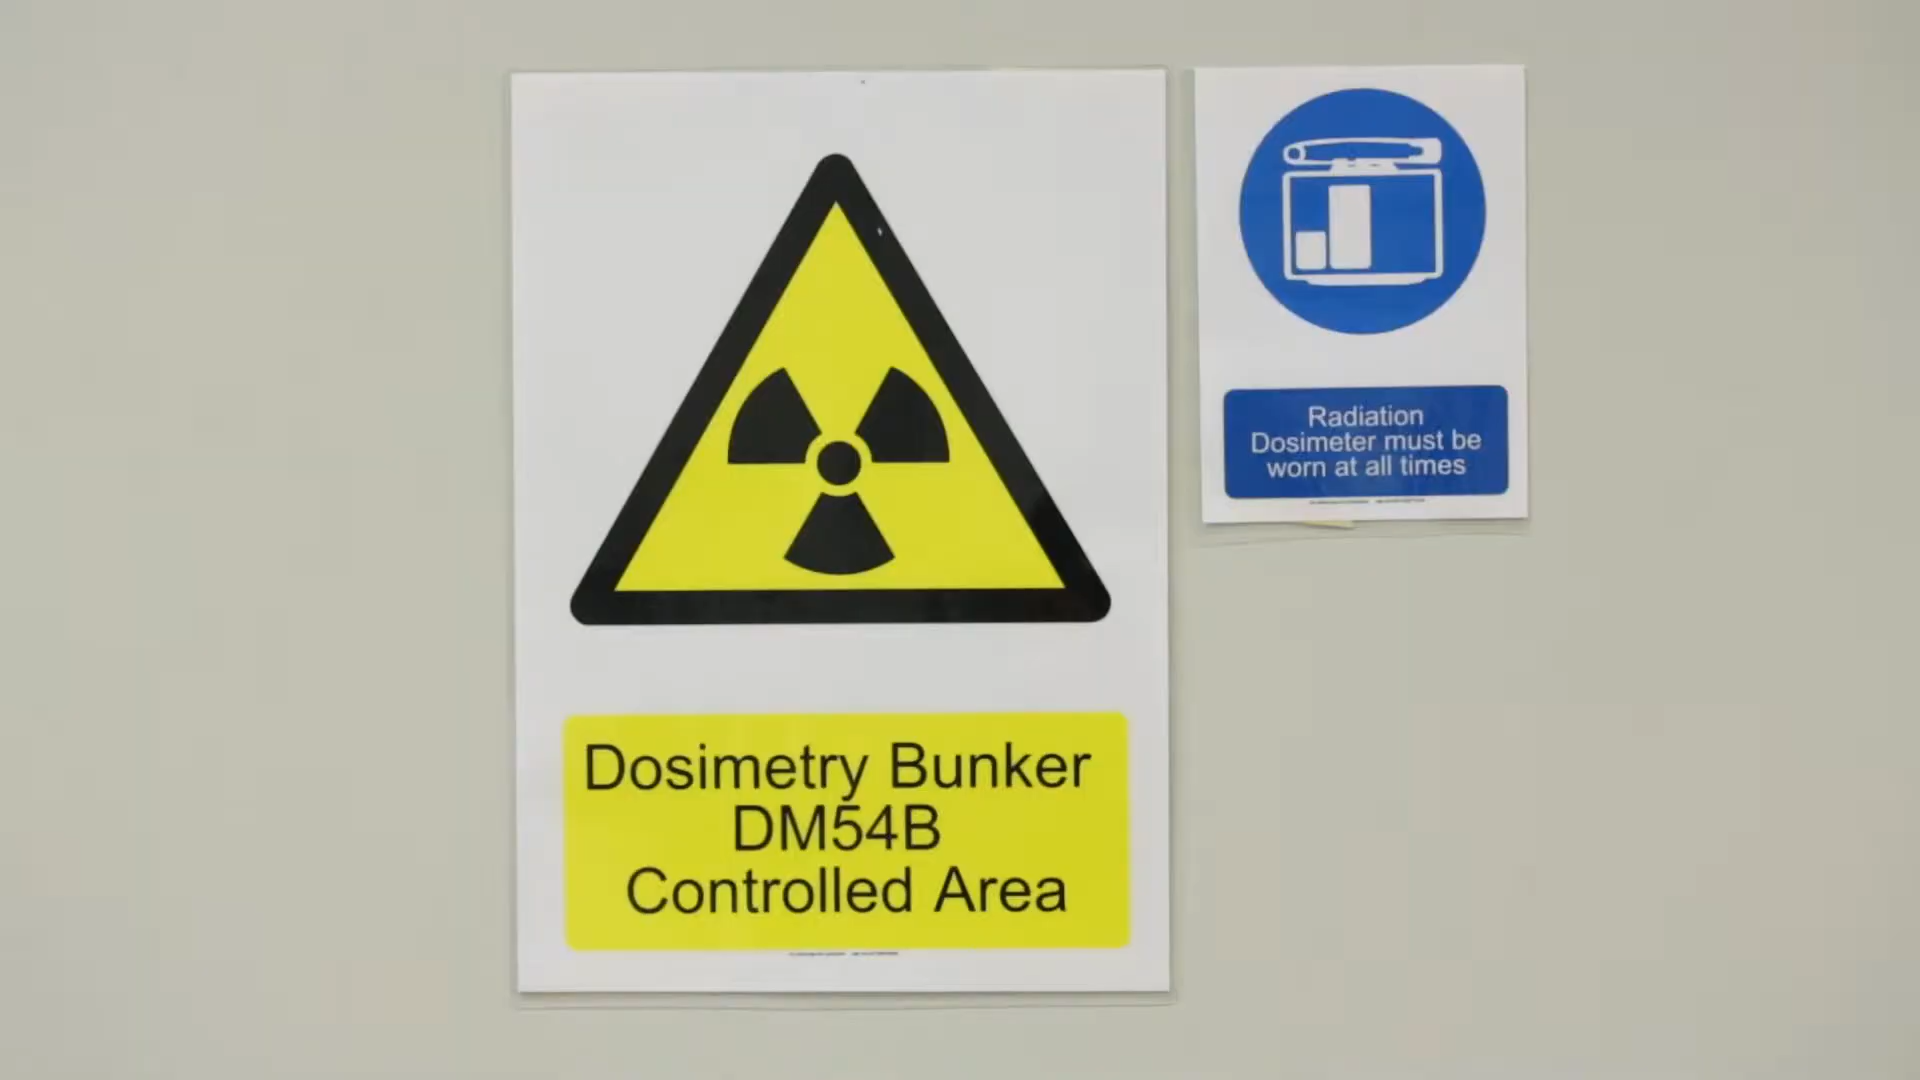 Dosimetry Bunker
DM54B
Controlled Area
Radiation
Dosimeter must be
worn at all times